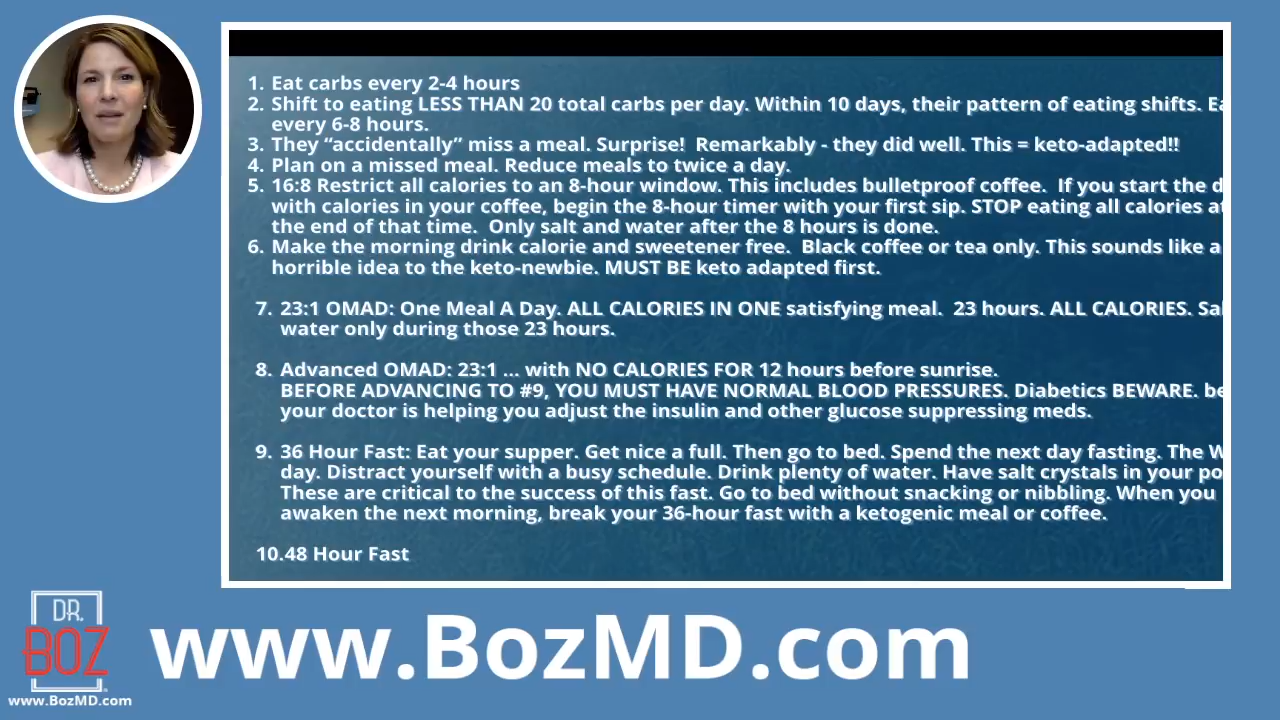 1. Eat carbs every 2-4 hours
2. Shift to eating LESS THAN 20 total carbs per day. Within 10 days, their pattern of eating shifts.
every 6-8 hours.
3. They “accidentally” miss a meal. Surprise!  Remarkably - they did well. This = keto-adapted!!
4. Plan on a missed meal. Reduce meals to twice a day.
5. 16:8 Restrict all calories to an 8-hour window. This includes bulletproof coffee.  If you start the
with calories in your coffee, begin the 8-hour timer with your first sip. STOP eating all calories at
the end of that time.  Only salt and water after the 8 hours is done.
6. Make the morning drink calorie and sweetener free.  Black coffee or tea only. This sounds like a
horrible idea to the keto-newbie. MUST BE keto adapted first.
7. 23:1 OMAD: One Meal A Day. ALL CALORIES IN ONE satisfying meal.  23 hours. ALL CALORIES.
water only during those 23 hours.
8. Advanced OMAD: 23:1 ... with NO CALORIES FOR 12 hours before sunrise.
BEFORE ADVANCING TO #9, YOU MUST HAVE NORMAL BLOOD PRESSURES. Diabetics BEWARE.
your doctor is helping you adjust the insulin and other glucose suppressing meds.
9. 36 Hour Fast: Eat your supper. Get nice a full. Then go to bed. Spend the next day fasting. The
day. Distract yourself with a busy schedule. Drink plenty of water. Have salt crystals in your
These are critical to the success of this fast. Go to bed without snacking or nibbling. When you
awaken the next morning, break your 36-hour fast with a ketogenic meal or coffee.
10.48 Hour Fast
DR.
BOZ
www.BozMD.com
www.BozMD.com